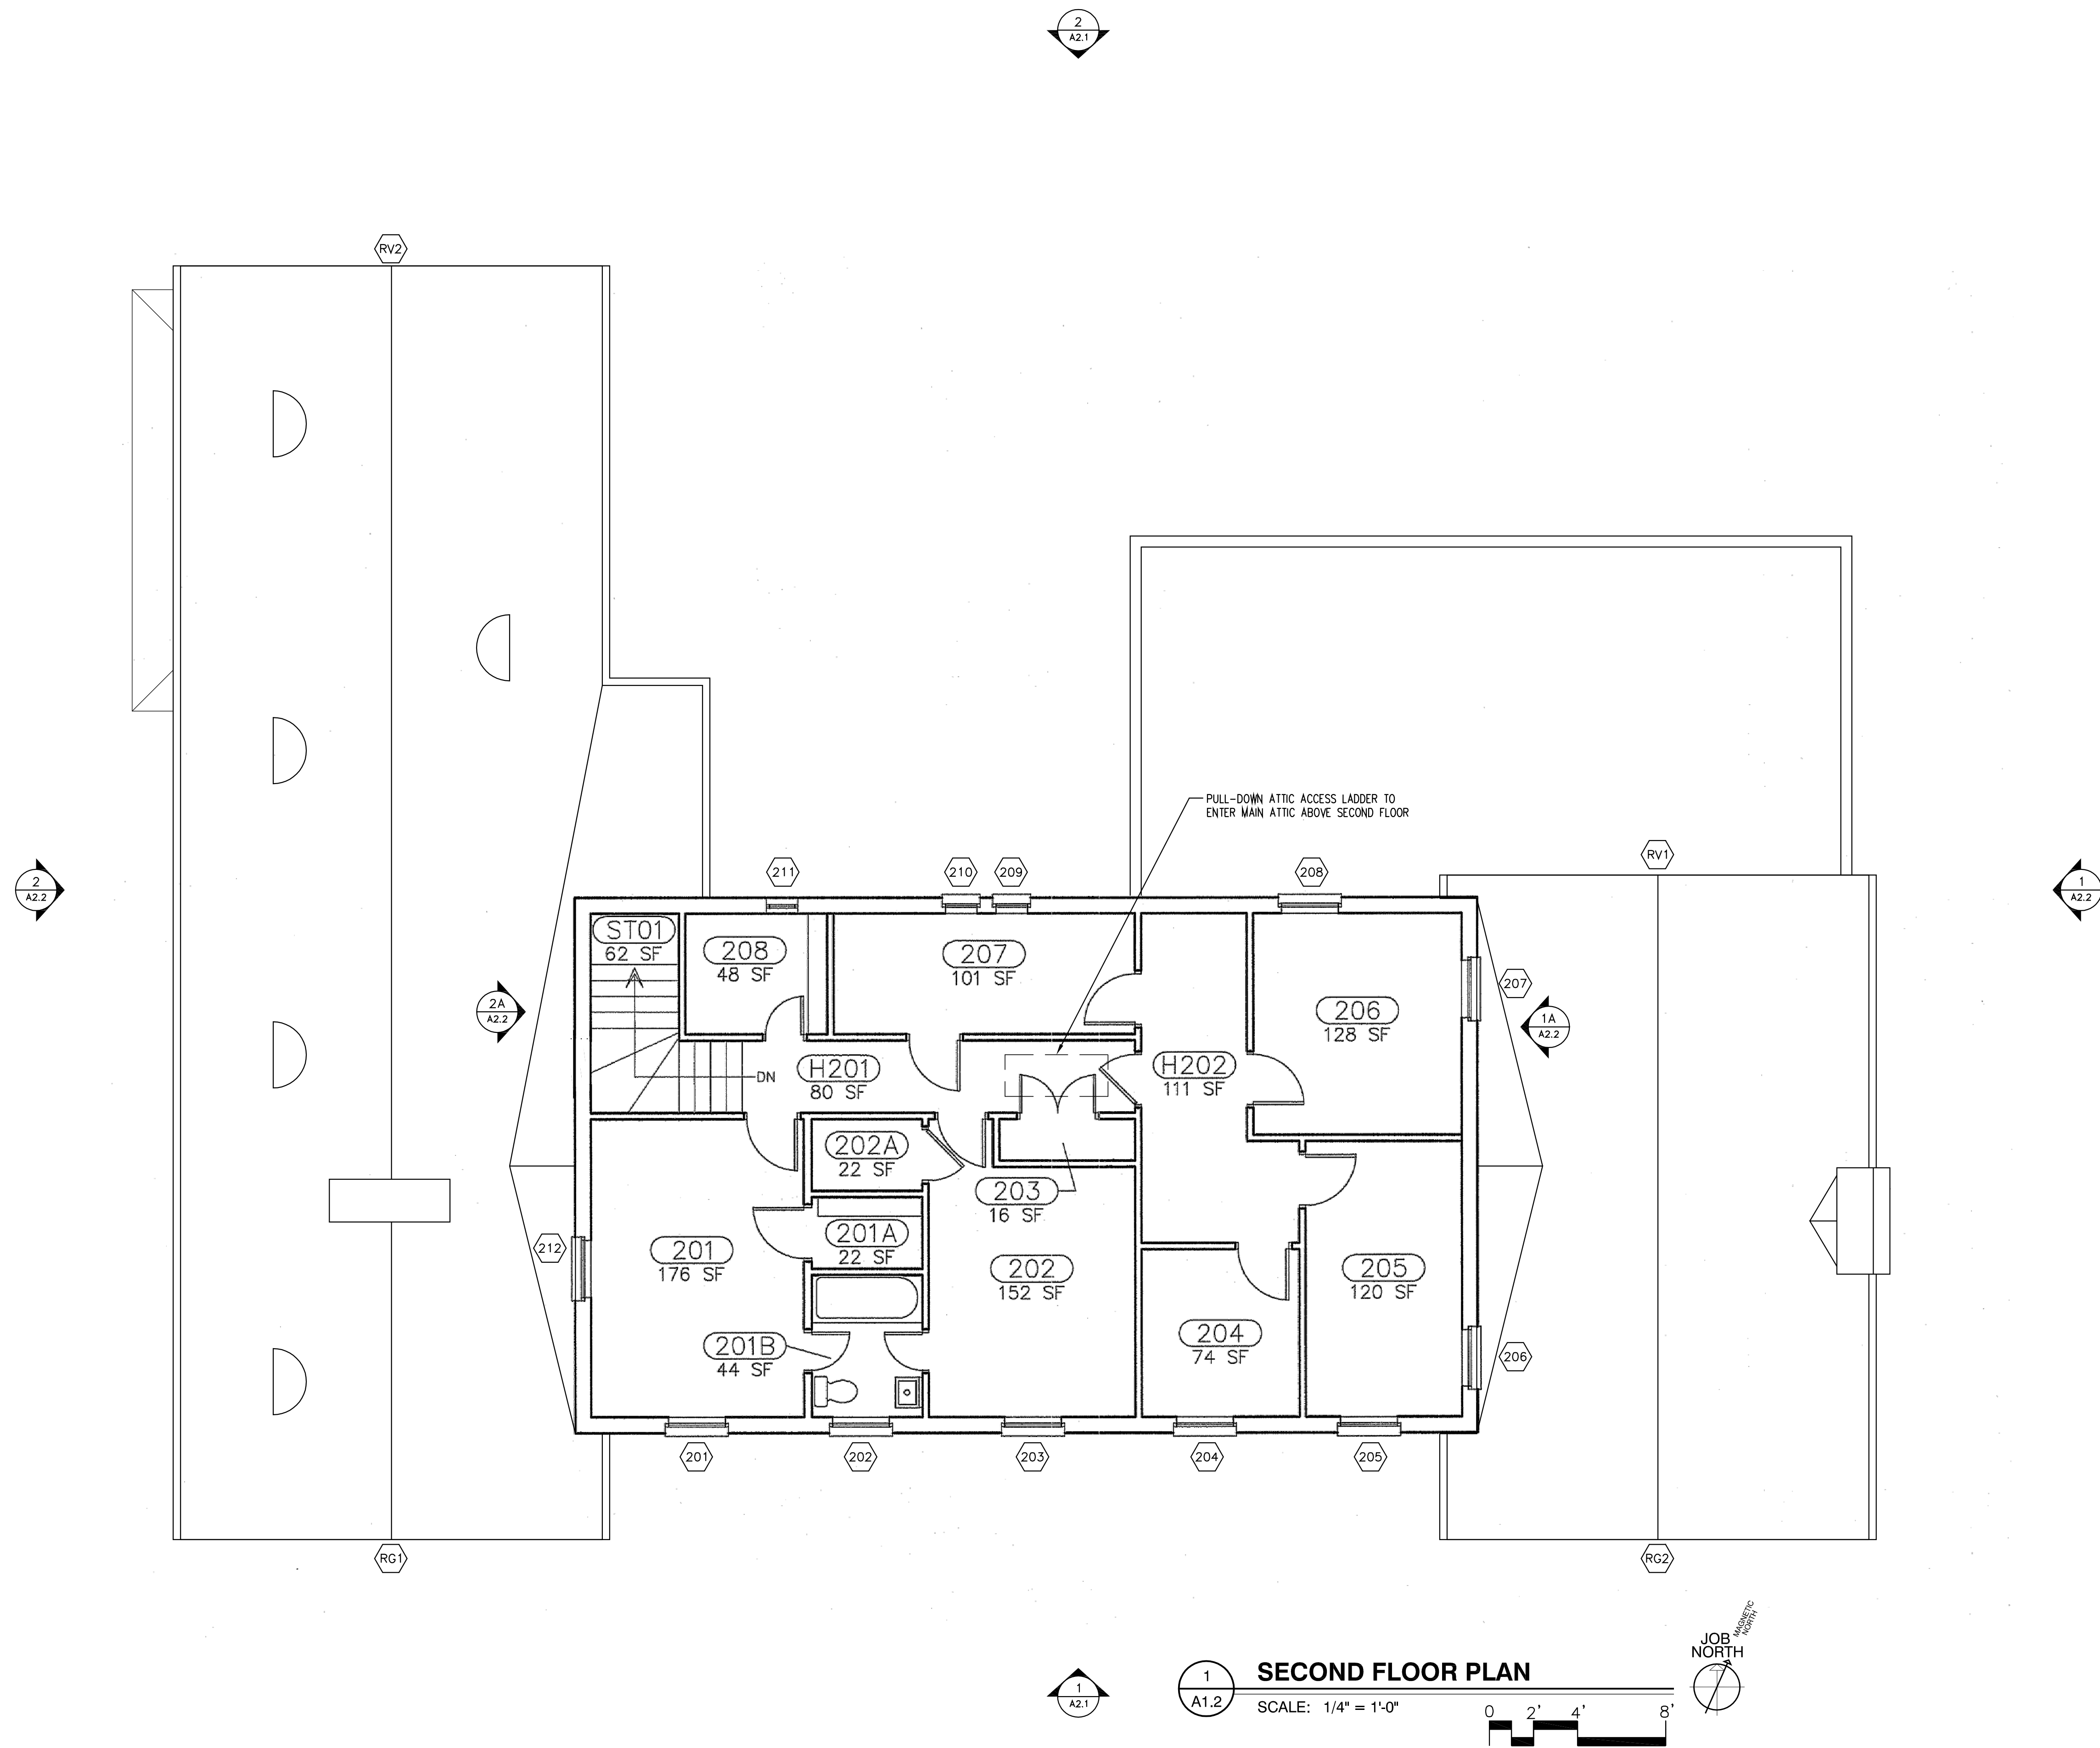 2
A2.1
RV2
PULL-DOWN ATTIC ACCESS LADDER TO
ENTER MAIN ATTIC ABOVE SECOND FLOOR
RV1
211
210
209
208
2
A2.2
1
A2.2
ST01
62 SF
208
48 SF
207
101 SF
207
206
128 SF
2A
A2.2
1A
A2.2
H201
80 SF
H202
111 SF
DN
202A
22 SF
203
16 SF
201A
22 SF
212
201
176 SF
202
152 SF
205
120 SF
201B
44 SF
204
74 SF
206
201
202
203
204
205
RG1
RG2
MAGNETIC
NORTH
JOB
NORTH
1
A2.1
1
A1.2
SECOND FLOOR PLAN
SCALE: 1/4" = 1'-0"
0 2' 4' 8'